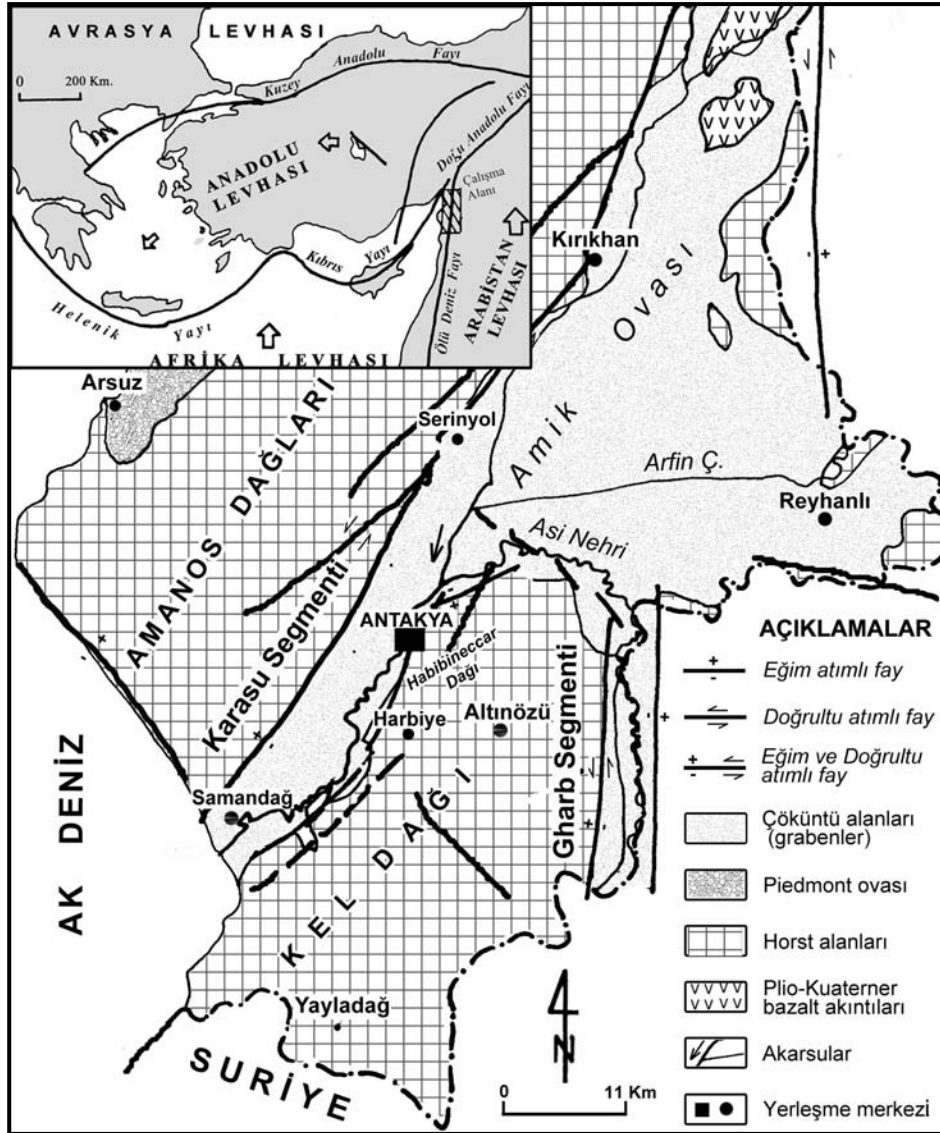 AVRASYA LEVHASI
0 200 Km.
Kuzey Anadolu Fayı
Doğu Anadolu Fayı
ANADOLU
LEVHASI
Çalışma
Alanı
Kıbrıs Yayı
Helenik Yayı
Ölü Deniz Fayı
ARABİSTAN
LEVHASI
AFRİKA LEVHASI
Kırıkhan
Amik Ovası
Arsuz
Serinyol
AMANOS DAĞLARI
Arfin Ç.
Reyhanlı
Asi Nehri
Karasu Segmenti
ANTAKYA
Habibineccar
Dağı
Harbiye
Altınözü
Gharb Segmenti
Samandağ
KEL DAĞI
AK DENİZ
Yayladağ
SURİYE
N
0 11 Km
AÇIKLAMALAR
+
-
Eğim atımlı fay
Doğrultu atımlı fay
+
-
Eğim ve Doğrultu
atımlı fay
Çöküntü alanları
(grabenler)
Piedmont ovası
Horst alanları
Plio-Kuaterner
bazalt akıntıları
Akarsular
Yerleşme merkezi